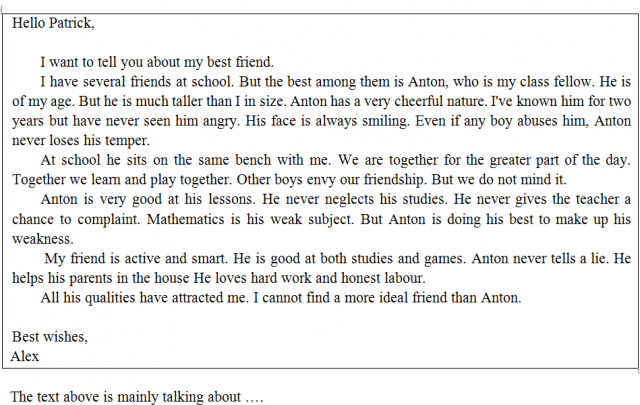 Hello Patrick,
I want to tell you about my best friend.
I have several friends at school. But the best among them is Anton, who is my class fellow. He is
of my age. But he is much taller than I in size. Anton has a very cheerful nature. I've known him for two
years but have never seen him angry. His face is always smiling. Even if any boy abuses him, Anton
never loses his temper.
At school he sits on the same bench with me. We are together for the greater part of the day.
Together we learn and play together. Other boys envy our friendship. But we do not mind it.
Anton is very good at his lessons. He never neglects his studies. He never gives the teacher a
chance to complaint. Mathematics is his weak subject. But Anton is doing his best to make up his
weakness.
My friend is active and smart. He is good at both studies and games. Anton never tells a lie. He
helps his parents in the house He loves hard work and honest labour.
All his qualities have attracted me. I cannot find a more ideal friend than Anton.
Best wishes,
Alex
The text above is mainly talking about ….